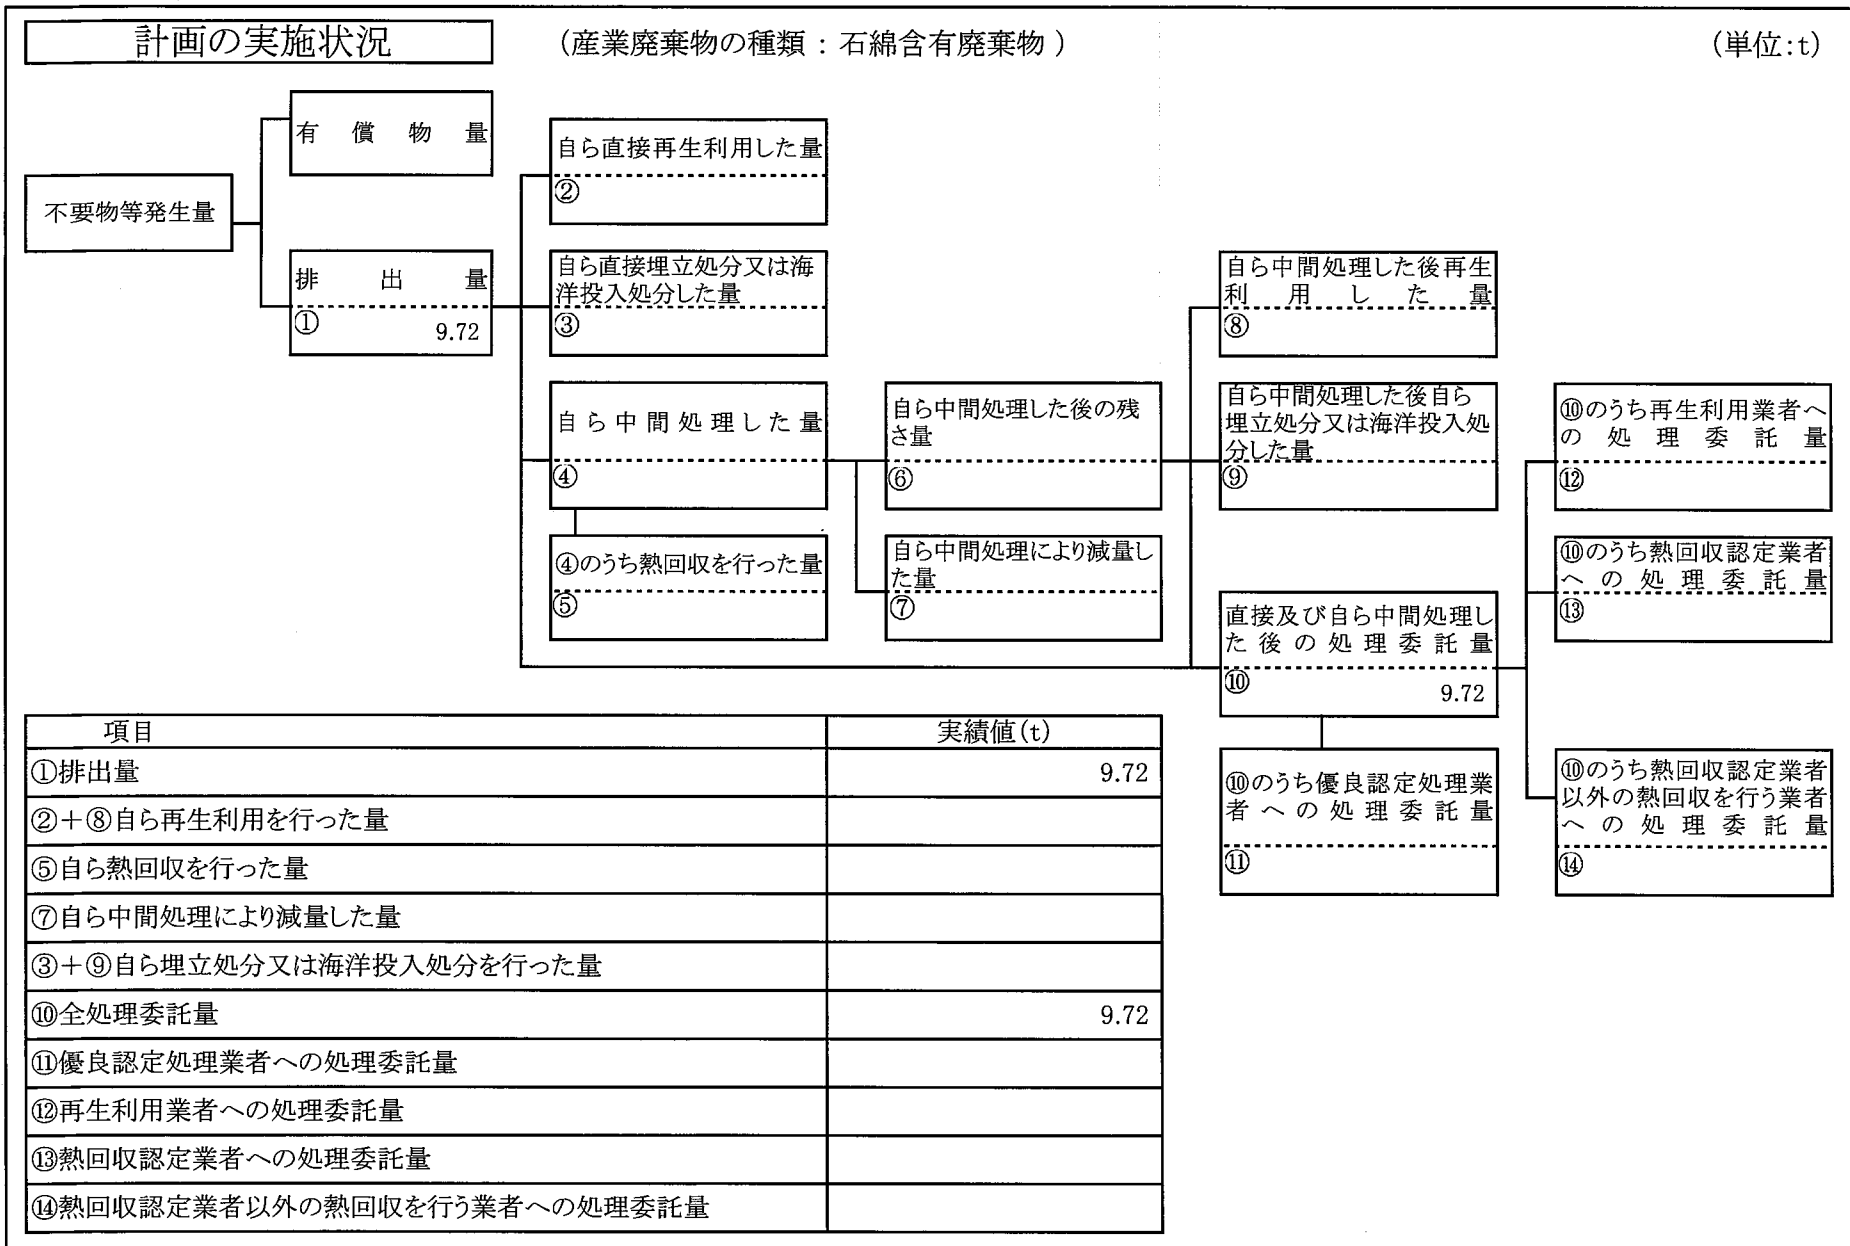 計画の実施状況
(産業廃棄物の種類：石綿含有廃棄物 )
(単位:t)
有償物量
不要物等発生量
排出量
①
9.72
自ら直接再生利用した量
②
自ら直接埋立処分又は海
洋投入処分した量
③
自ら中間処理した量
④
④のうち熱回収を行った量
⑤
自ら中間処理した後の残
さ量
⑥
自ら中間処理により減量し
た量
⑦
自ら中間処理した後再生
利用した量
⑧
自ら中間処理した後自ら
埋立処分又は海洋投入処
分した量
⑨
直接及び自ら中間処理し
た後の処理委託量
⑩
9.72
⑩のうち優良認定処理業
者への処理委託量
⑪
⑩のうち再生利用業者へ
の処理委託量
⑫
⑩のうち熱回収認定業者
への処理委託量
⑬
⑩のうち熱回収認定業者
以外の熱回収を行う業者
への処理委託量
⑭
項目 実績値(t)
①排出量 9.72
②＋⑧自ら再生利用を行った量
⑤自ら熱回収を行った量
⑦自ら中間処理により減量した量
③＋⑨自ら埋立処分又は海洋投入処分を行った量
⑩全処理委託量 9.72
⑪優良認定処理業者への処理委託量
⑫再生利用業者への処理委託量
⑬熱回収認定業者への処理委託量
⑭熱回収認定業者以外の熱回収を行う業者への処理委託量